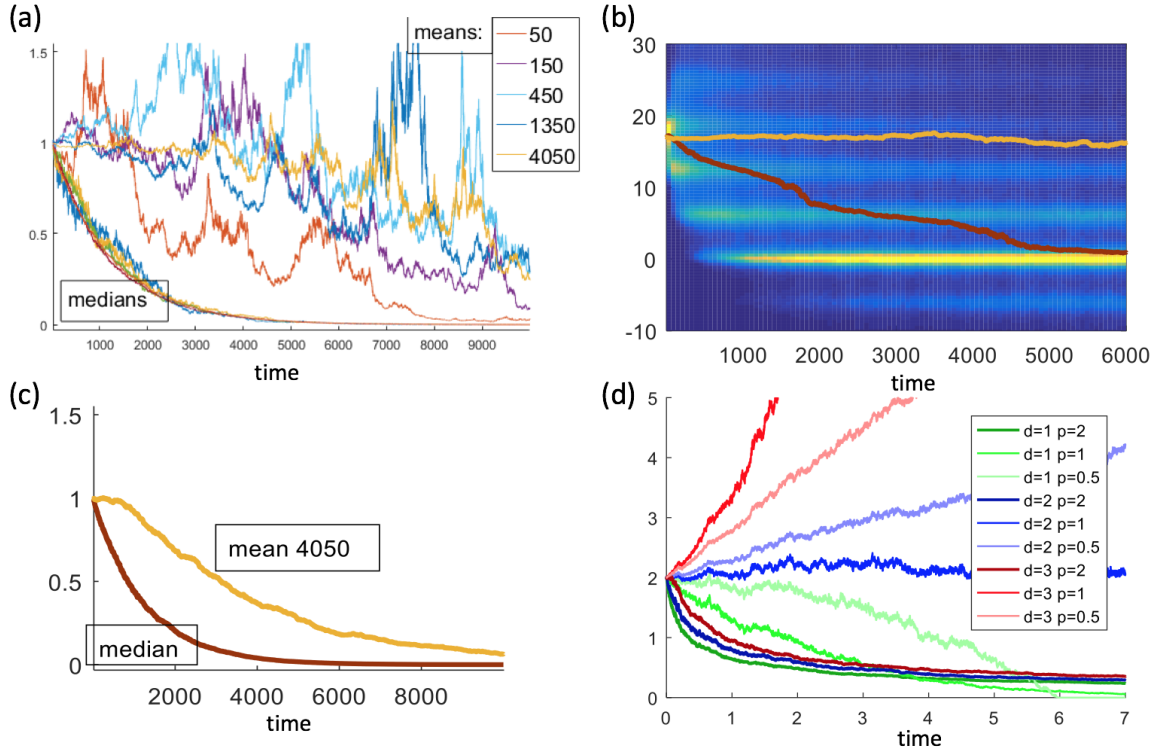 (a)
means:
50
150
450
1350
4050
1.5
1
0.5
0
medians
1000 2000 3000 4000 5000 6000 7000 8000 9000
time
(b)
30
20
10
0
-10
1000 2000 3000 4000 5000 6000
time
(c)
1.5
1
0.5
0
mean 4050
median
2000 4000 6000 8000
time
(d)
5
4
3
2
1
0
d=1 p=2
d=1 p=1
d=1 p=0.5
d=2 p=2
d=2 p=1
d=2 p=0.5
d=3 p=2
d=3 p=1
d=3 p=0.5
0 1 2 3 4 5 6 7
time